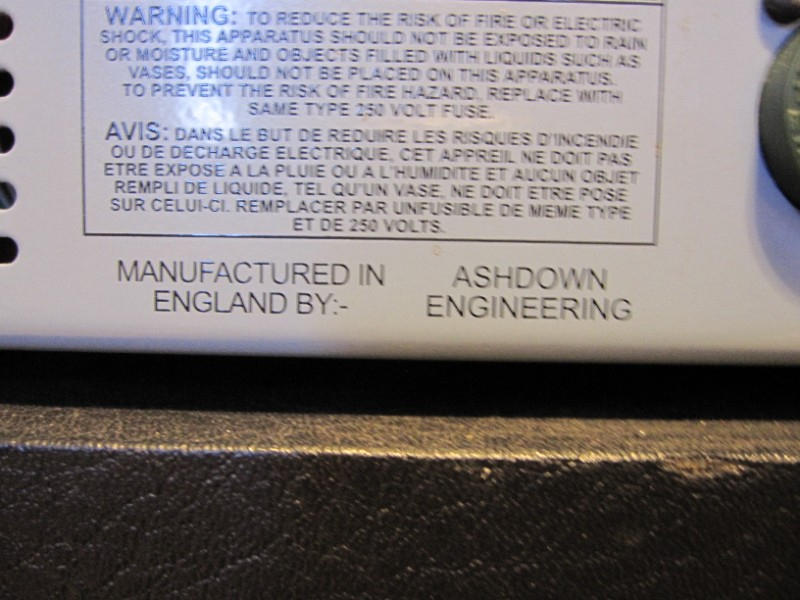 WARNING: TO REDUCE THE RISK OF FIRE OR ELECTRIC
SHOCK, THIS APPARATUS SHOULD NOT BE EXPOSED TO RAIN
OR MOISTURE AND OBJECTS FILLED WITH LIQUIDS SUCH AS
VASES, SHOULD NOT BE PLACED ON THIS APPARATUS.
TO PREVENT THE RISK OF FIRE HAZARD, REPLACE WITH
SAME TYPE 250 VOLT FUSE.
AVIS: DANS LE BUT DE REDUIRE LES RISQUES D'INCENDIE
OU DE DECHARGE ELECTRIQUE, CET APPREIL NE DOIT PAS
ETRE EXPOSE A LA PLUIE OU A L'HUMIDITE ET AUCUN OBJET
REMPLI DE LIQUIDE, TEL QU'UN VASE, NE DOIT ETRE POSE
SUR CELUI-CI. REMPLACER PAR UNFUSIBLE DE MEME TYPE
ET DE 250 VOLTS.
MANUFACTURED IN
ENGLAND BY:-
ASHDOWN
ENGINEERING